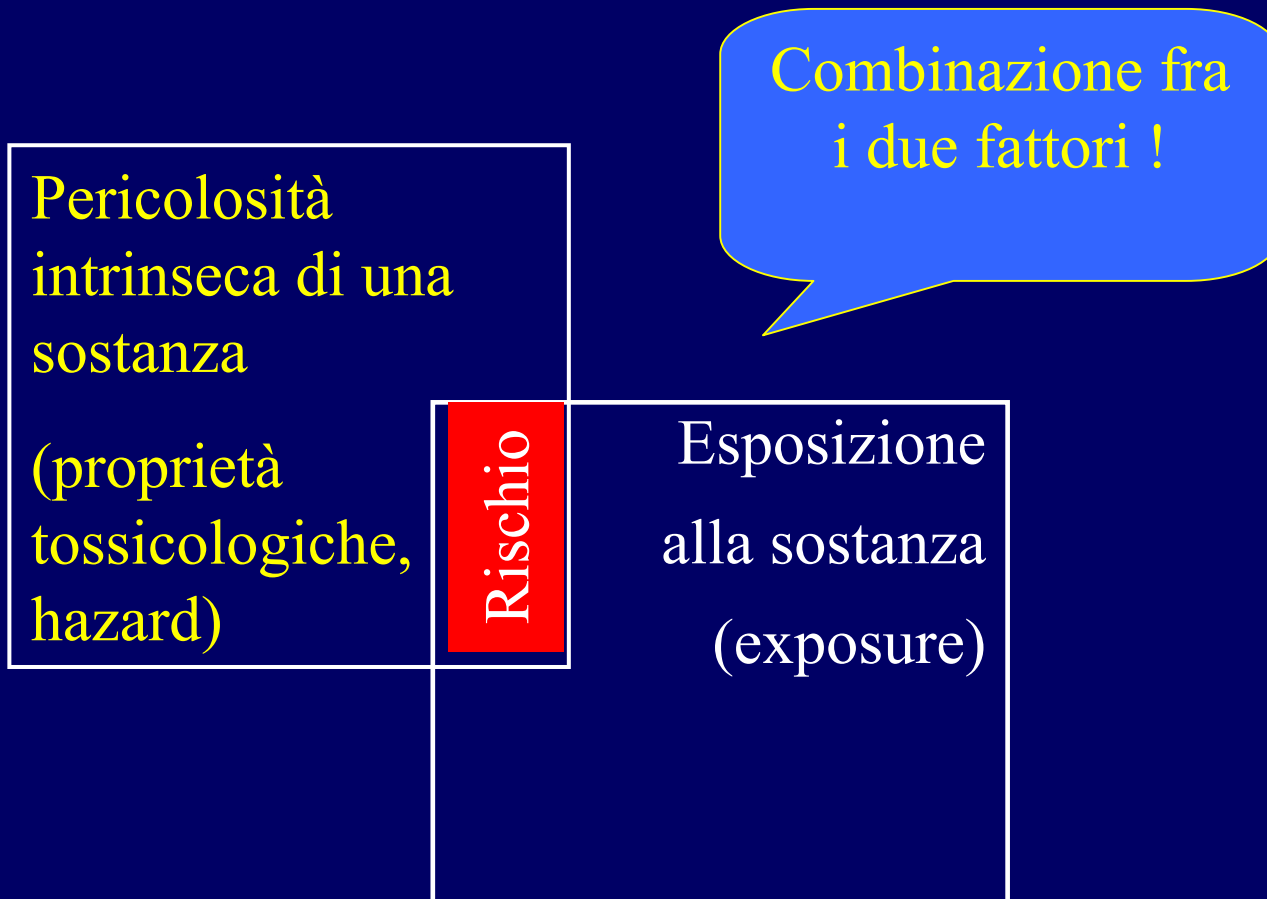 Combinazione fra
i due fattori !
Pericolosità
intrinseca di una
sostanza
(proprietà
tossicologiche,
hazard)
Rischio
Esposizione
alla sostanza
(exposure)